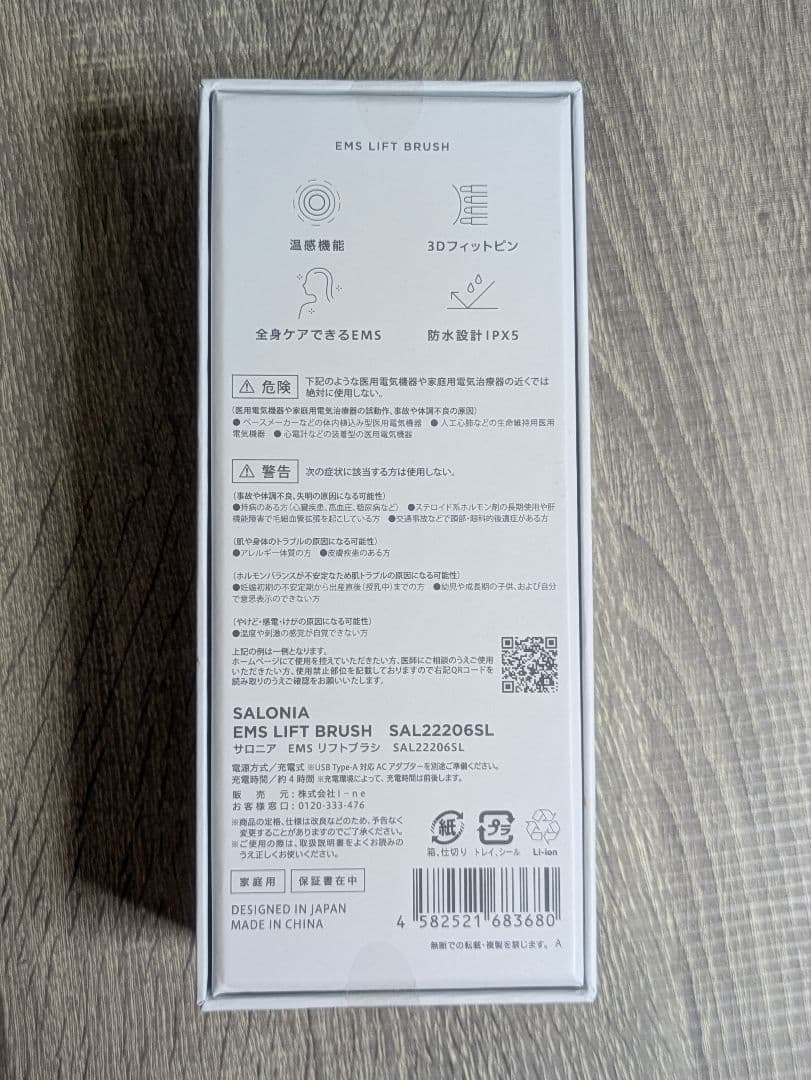 EMS LIFT BRUSH
温感機能
3Dフィットピン
全身ケアできるEMS
防水設計IPX5
⚠ 危険 下記のような医用電気機器や家庭用電気治療器の近くでは
絶対に使用しない。
(医用電気機器や家庭用電気治療器の誤動作、事故や体調不良の原因)
● ペースメーカーなどの体内植込み型医用電気機器 ● 人工心肺などの生命維持用医用
電気機器 ● 心電計などの装着型の医用電気機器
⚠ 警告 次の症状に該当する方は使用しない。
(事故や体調不良、失明の原因になる可能性)
●持病のある方(心臓疾患、高血圧、糖尿病など) ●ステロイド系ホルモン剤の長期使用や肝
機能障害で毛細血管拡張を起こしている方 ●交通事故などで頸部・眼科的後遺症がある方
(肌や身体のトラブルの原因になる可能性)
●アレルギー体質の方 ●皮膚疾患のある方
(ホルモンバランスが不安定なため肌トラブルの原因になる可能性)
●妊娠初期の不安定期から出産直後(授乳中)までの方 ●幼児や成長期の子供、および自分
で意思表示のできない方
(やけど・感電・けがの原因になる可能性)
●温度や刺激の感覚が自覚できない方
上記の例は一例となります。
ホームページにて使用を控えていただきたい方、医師にご相談のうえご使用
いただきたい方、使用禁止部位を記載しておりますので右記QRコードを
読み取りのうえご確認をお願いいたします。
SALONIA
EMS LIFT BRUSH SAL22206SL
サロニア EMS リフトブラシ SAL22206SL
電源方式/充電式 ※USB Type-A 対応 AC アダプターを別途ご準備ください。
充電時間/約4時間 ※充電環境によって、充電時間は前後します。
販売元:株式会社I-ne
お客様窓口:0120-333-476
※商品の定格、仕様は改良などのため、予告なく
変更することがありますのでご了承ください。
※ご使用の際は、取扱説明書をよくお読みの
うえ正しくお使いください。
紙
箱、仕切り
プラ
トレイ、シール
Li-ion
家庭用
保証書在中
DESIGNED IN JAPAN
MADE IN CHINA
4 582521 683680
無断での転載・複製を禁じます。 A